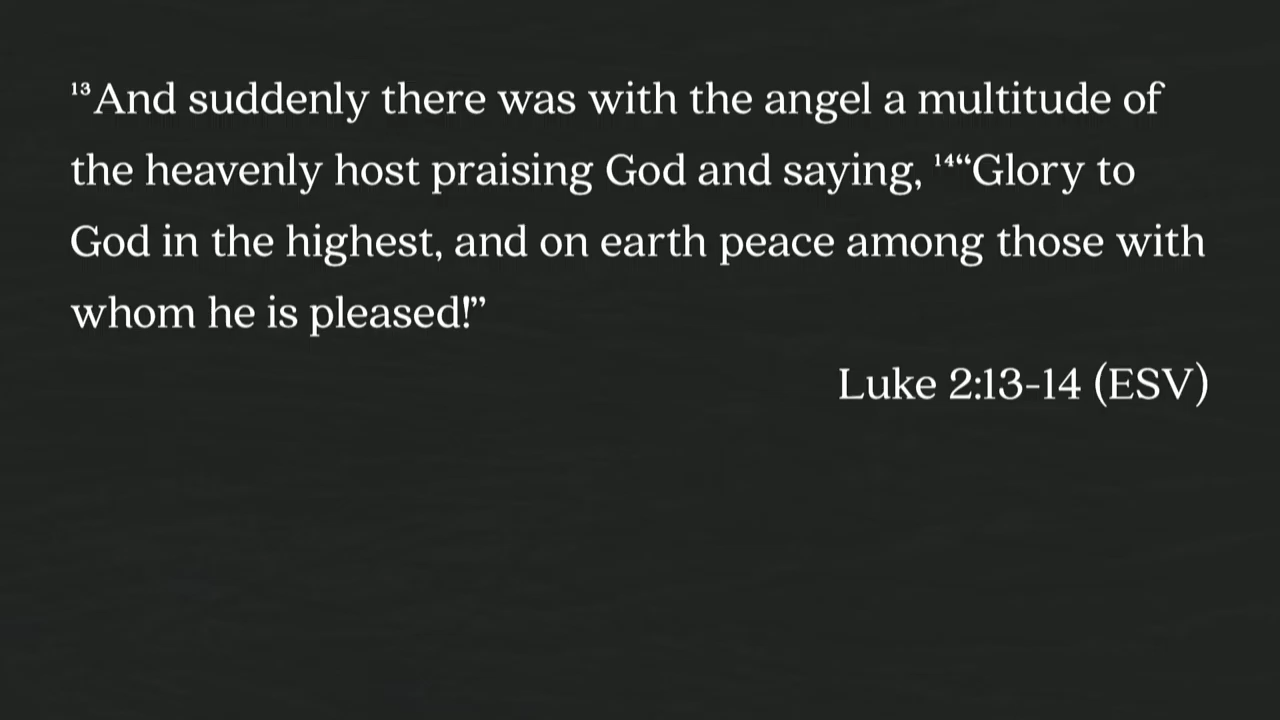 ¹³And suddenly there was with the angel a multitude of
the heavenly host praising God and saying, ¹⁴“Glory to
God in the highest, and on earth peace among those with
whom he is pleased!”
Luke 2:13-14 (ESV)